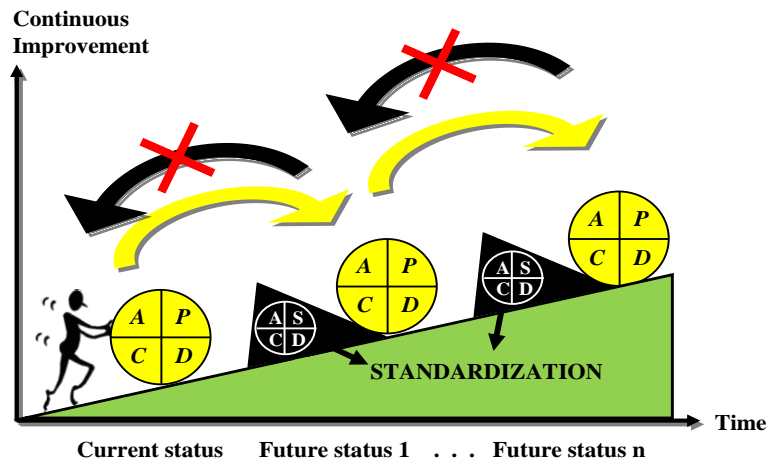 Continuous
Improvement
A P
C D
A S
C D
A P
C D
A S
C D
A P
C D
STANDARDIZATION
Time
Current status Future status 1 . . . Future status n